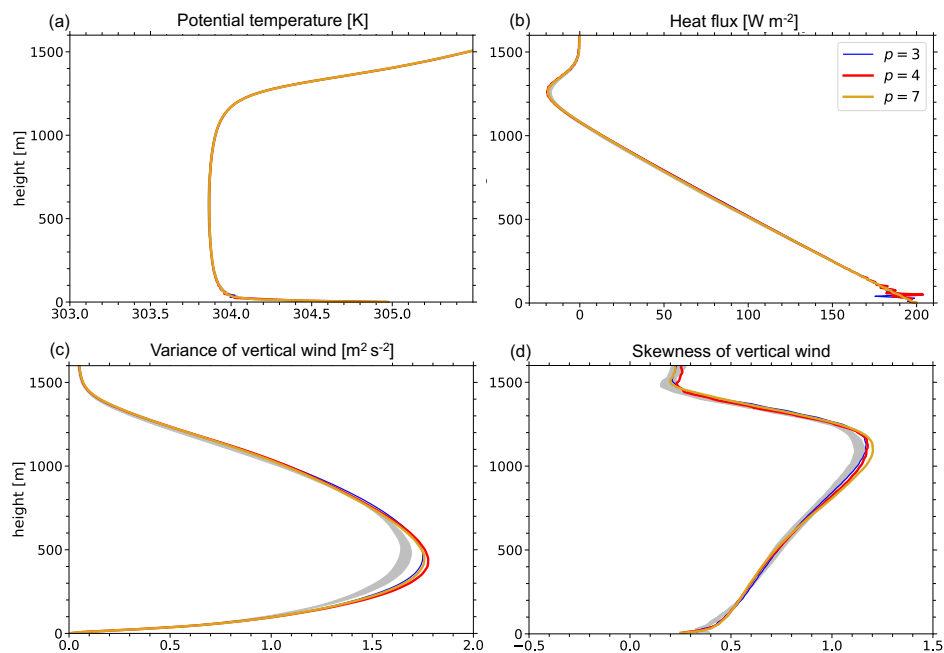 (a) Potential temperature [K]
(b) Heat flux [W m⁻²]
1500
1000
500
0
height [m]
303.0 303.5 304.0 304.5 305.0
1500
1000
500
0
p = 3
p = 4
p = 7
0 50 100 150 200
(c) Variance of vertical wind [m² s⁻²]
(d) Skewness of vertical wind
1500
1000
500
0
height [m]
0.0 0.5 1.0 1.5 2.0
1500
1000
500
0
−0.5 0.0 0.5 1.0 1.5